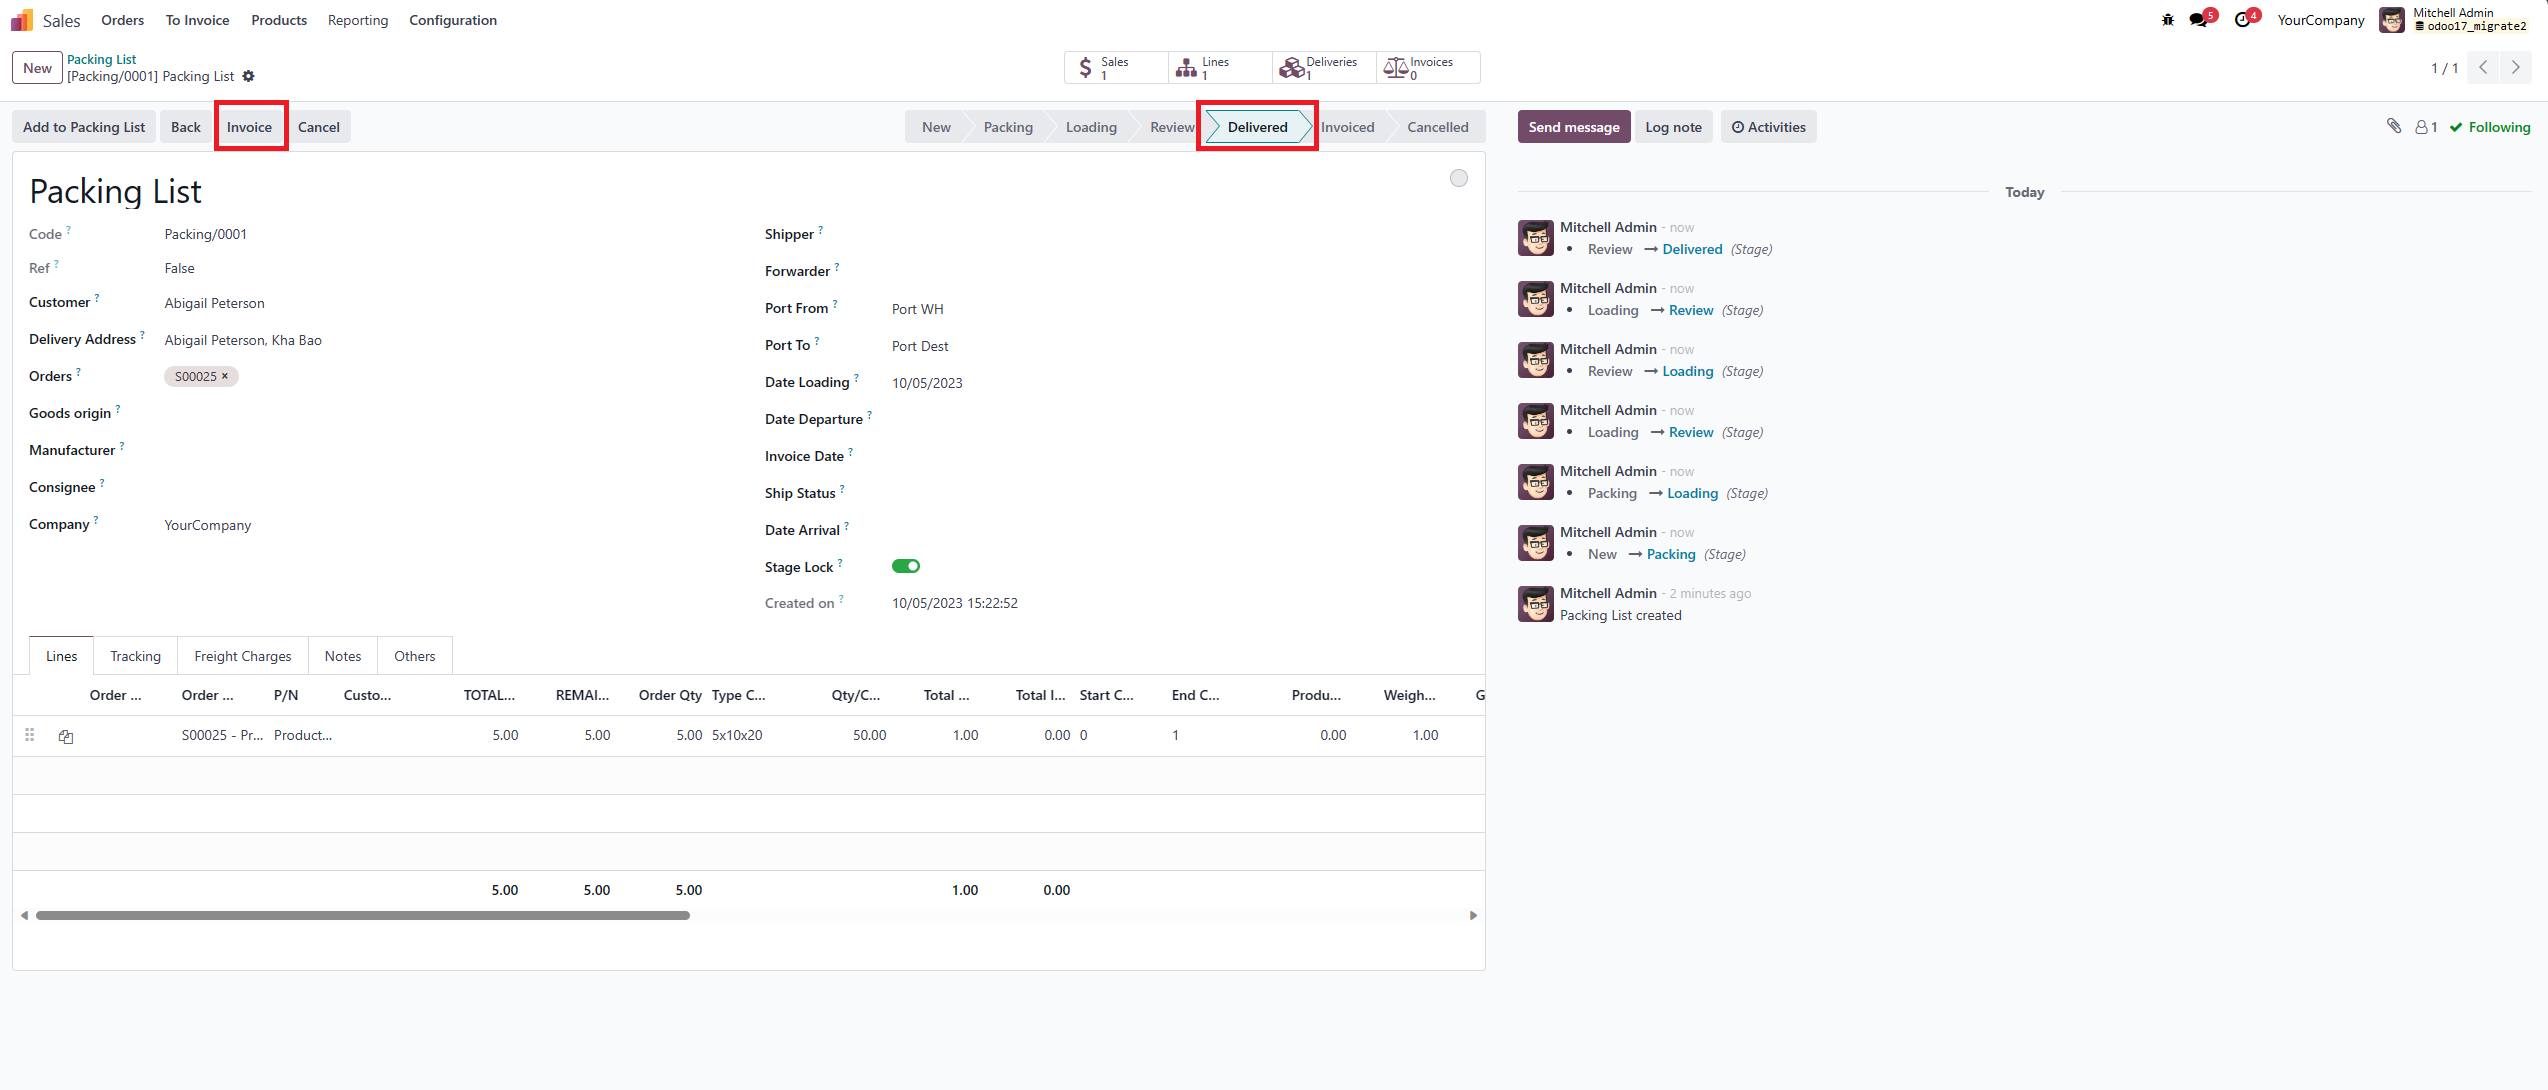 Sales Orders To Invoice Products Reporting Configuration
5 4 YourCompany Mitchell Admin
odoo17_migrate2
New Packing List
[Packing/0001] Packing List
Sales 1 Lines 1 Deliveries 1 Invoices 0
1 / 1
Add to Packing List Back Invoice Cancel
New Packing Loading Review Delivered Invoiced Cancelled
Send message Log note Activities
1 Following
Packing List
Code ? Packing/0001
Ref ? False
Customer ? Abigail Peterson
Delivery Address ? Abigail Peterson, Kha Bao
Orders ? S00025 ×
Goods origin ?
Manufacturer ?
Consignee ?
Company ? YourCompany
Shipper ?
Forwarder ?
Port From ? Port WH
Port To ? Port Dest
Date Loading ? 10/05/2023
Date Departure ?
Invoice Date ?
Ship Status ?
Date Arrival ?
Stage Lock ?
Created on ? 10/05/2023 15:22:52
Lines Tracking Freight Charges Notes Others
Order ... Order ... P/N Custo... TOTAL... REMAI... Order Qty Type C... Qty/C... Total ... Total I... Start C... End C... Produ... Weigh... G
S00025 - Pr... Product... 5.00 5.00 5.00 5x10x20 50.00 1.00 0.00 0 1 0.00 1.00
5.00 5.00 5.00 1.00 0.00
Today
Mitchell Admin - now
• Review → Delivered (Stage)
Mitchell Admin - now
• Loading → Review (Stage)
Mitchell Admin - now
• Review → Loading (Stage)
Mitchell Admin - now
• Loading → Review (Stage)
Mitchell Admin - now
• Packing → Loading (Stage)
Mitchell Admin - now
• New → Packing (Stage)
Mitchell Admin - 2 minutes ago
Packing List created